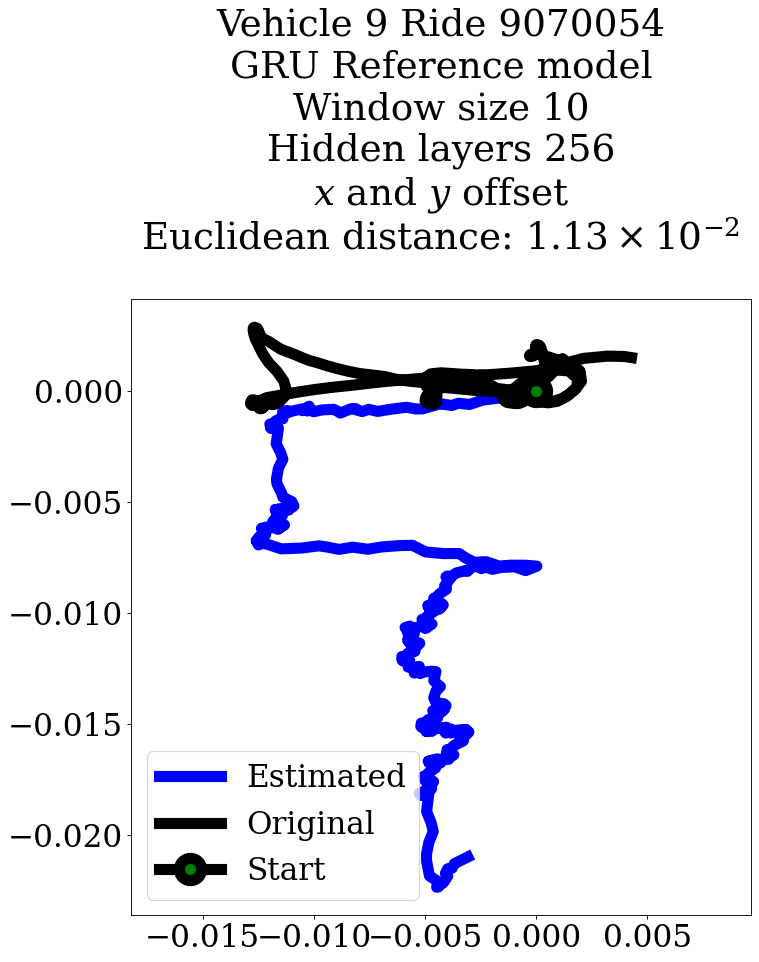 Vehicle 9 Ride 9070054
GRU Reference model
Window size 10
Hidden layers 256
x and y offset
Euclidean distance: 1.13 × 10⁻²
0.000
−0.005
−0.010
−0.015
−0.020
Estimated
Original
Start
−0.015−0.010−0.005 0.000 0.005